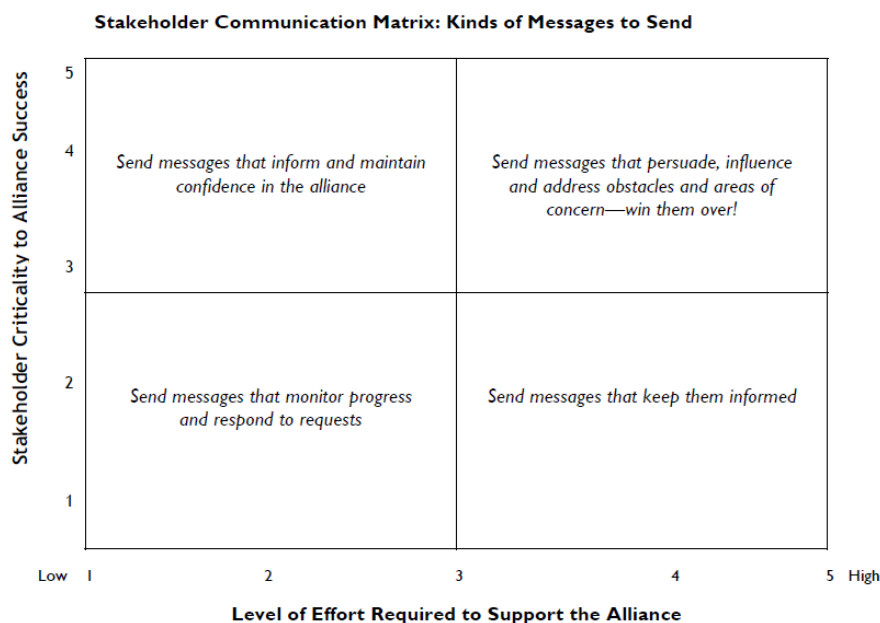 Stakeholder Communication Matrix: Kinds of Messages to Send
Stakeholder Criticality to Alliance Success
5
4
3
2
1
Send messages that inform and maintain
confidence in the alliance
Send messages that persuade, influence
and address obstacles and areas of
concern—win them over!
Send messages that monitor progress
and respond to requests
Send messages that keep them informed
Low 1 2 3 4 5 High
Level of Effort Required to Support the Alliance